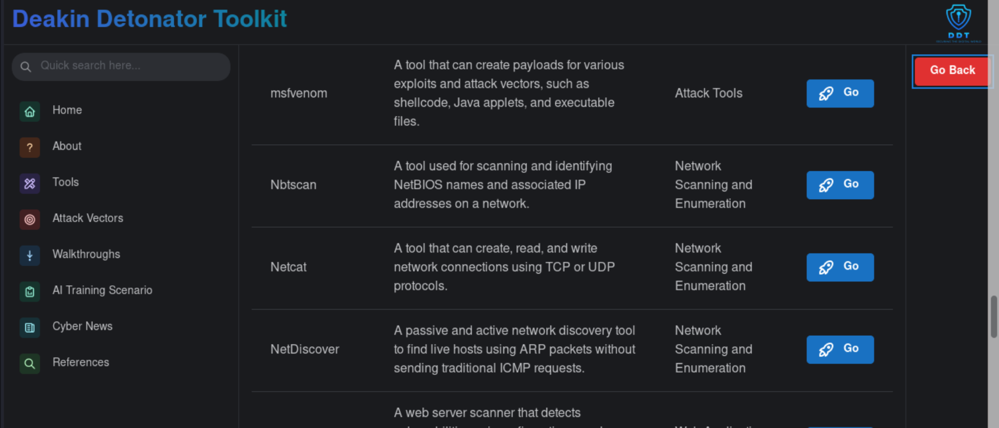 Deakin Detonator Toolkit
DDT
SECURING THE DIGITAL WORLD
Quick search here...
Go Back
Home
About
Tools
Attack Vectors
Walkthroughs
AI Training Scenario
Cyber News
References
msfvenom
A tool that can create payloads for various
exploits and attack vectors, such as
shellcode, Java applets, and executable
files.
Attack Tools
Go
Nbtscan
A tool used for scanning and identifying
NetBIOS names and associated IP
addresses on a network.
Network
Scanning and
Enumeration
Go
Netcat
A tool that can create, read, and write
network connections using TCP or UDP
protocols.
Network
Scanning and
Enumeration
Go
NetDiscover
A passive and active network discovery tool
to find live hosts using ARP packets without
sending traditional ICMP requests.
Network
Scanning and
Enumeration
Go
A web server scanner that detects